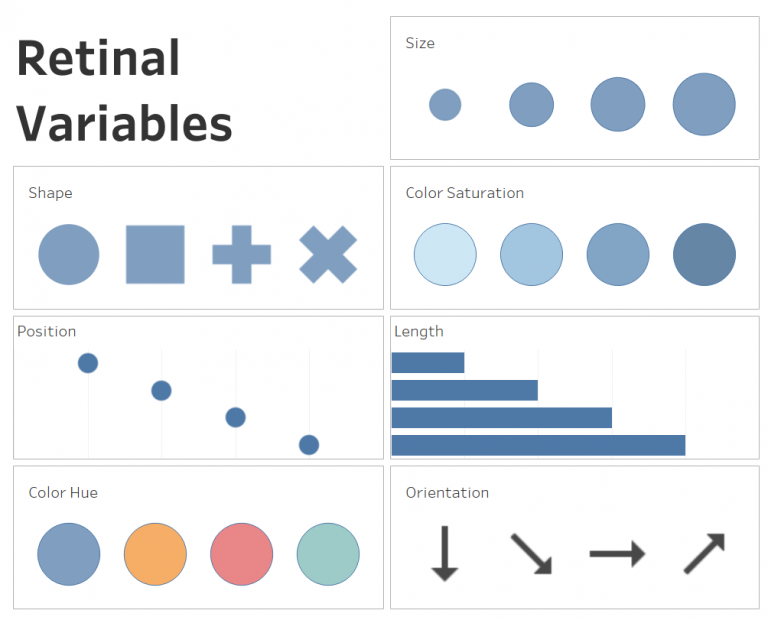 Retinal
Variables
Size
Shape
Color Saturation
Position
Length
Color Hue
Orientation